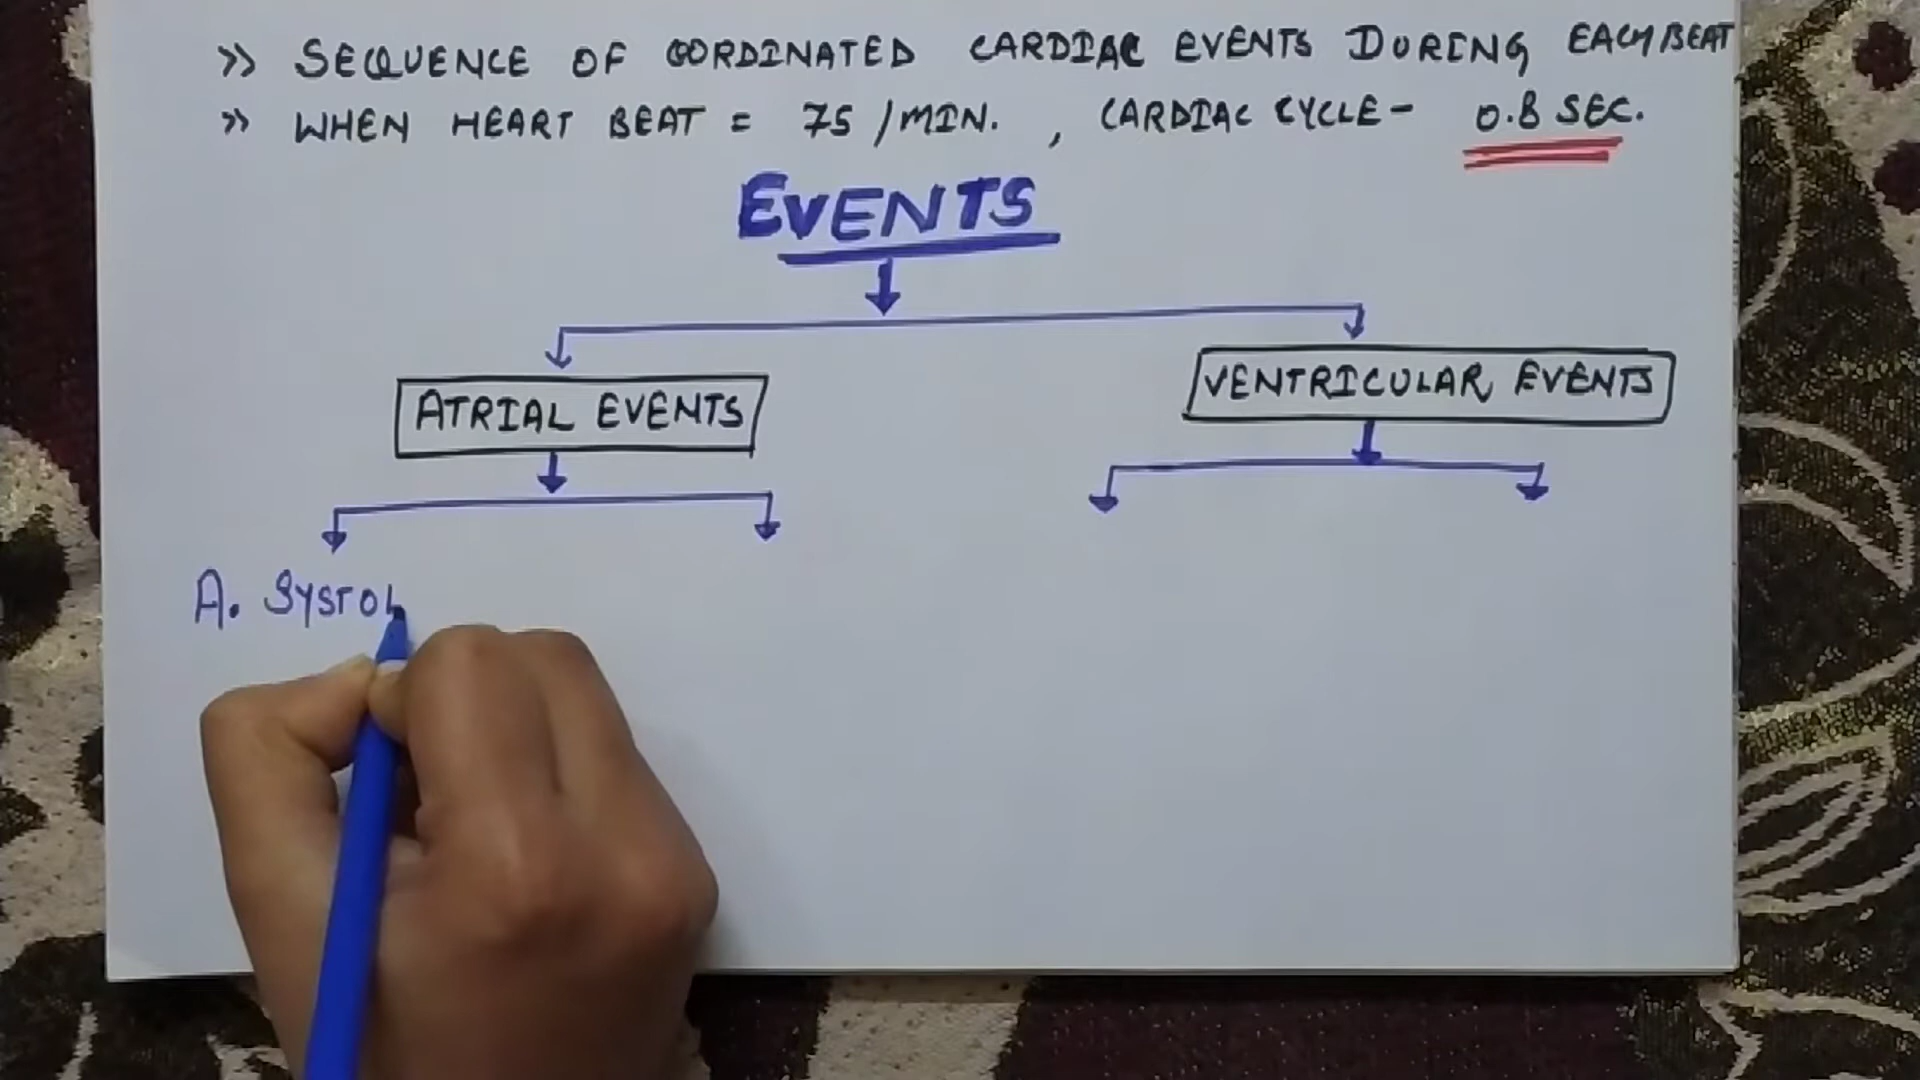 >> SEQUENCE OF CORDINATED CARDIAC EVENTS DURING EACH BEAT
>> WHEN HEART BEAT = 75 /MIN. , CARDIAC CYCLE - 0.8 SEC.
EVENTS
ATRIAL EVENTS
VENTRICULAR EVENTS
A. SYSTOL